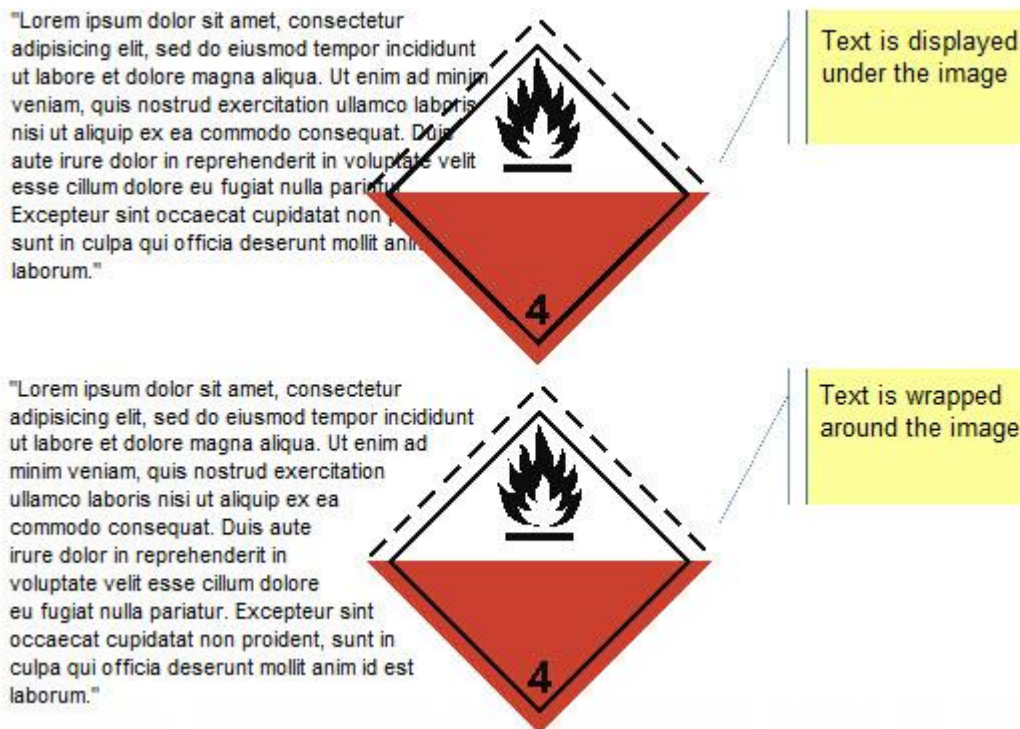 "Lorem ipsum dolor sit amet, consectetur
adipisicing elit, sed do eiusmod tempor incididunt
ut labore et dolore magna aliqua. Ut enim ad minim
veniam, quis nostrud exercitation ullamco laboris
nisi ut aliquip ex ea commodo consequat. Duis
aute irure dolor in reprehenderit in voluptate velit
esse cillum dolore eu fugiat nulla pariatur.
Excepteur sint occaecat cupidatat non
sunt in culpa qui officia deserunt mollit anim
laborum."
4
Text is displayed
under the image
"Lorem ipsum dolor sit amet, consectetur
adipisicing elit, sed do eiusmod tempor incididunt
ut labore et dolore magna aliqua. Ut enim ad
minim veniam, quis nostrud exercitation
ullamco laboris nisi ut aliquip ex ea
commodo consequat. Duis aute
irure dolor in reprehenderit in
voluptate velit esse cillum dolore
eu fugiat nulla pariatur. Excepteur sint
occaecat cupidatat non proident, sunt in
culpa qui officia deserunt mollit anim id est
laborum."
4
Text is wrapped
around the image